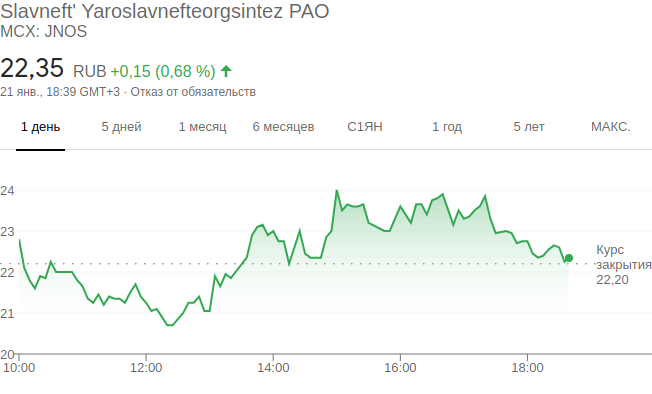 Slavneft' Yaroslavnefteorgsintez PAO
MCX: JNOS
22,35 RUB +0,15 (0,68 %)
21 янв., 18:39 GMT+3 · Отказ от обязательств
1 день 5 дней 1 месяц 6 месяцев С1ЯН 1 год 5 лет МАКС.
24
23
22
21
20
Курс
закрытия
22,20
10:00 12:00 14:00 16:00 18:00